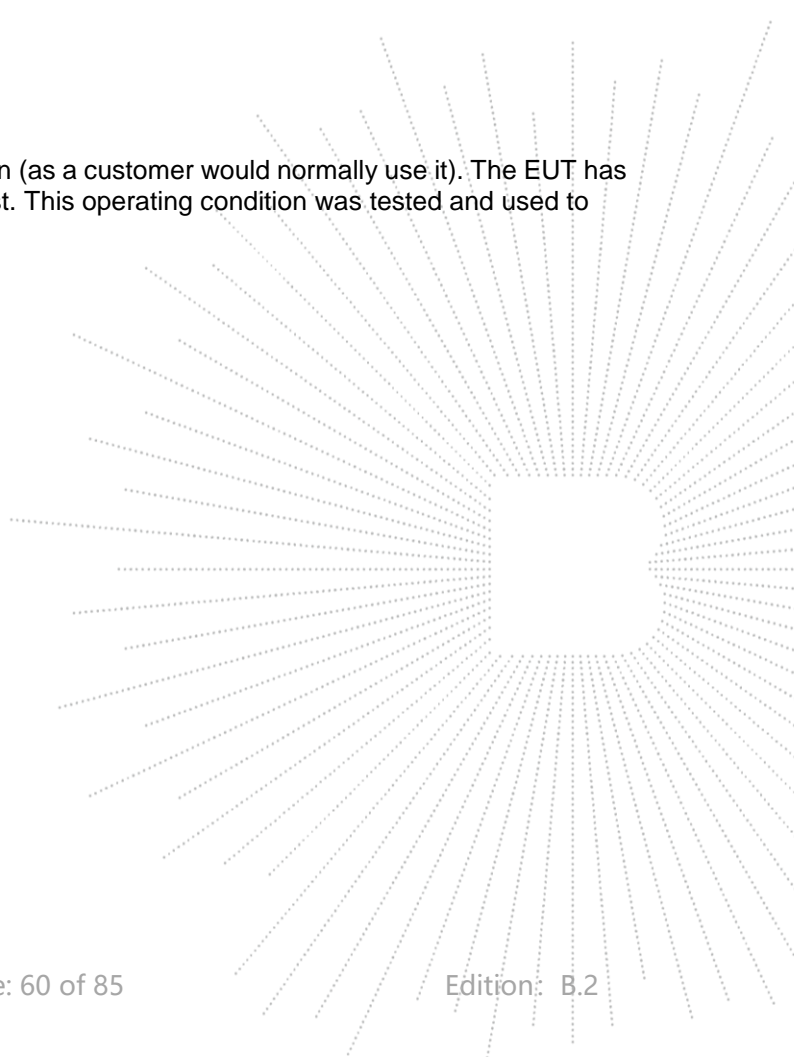 n (as a customer would normally use it). The EUT has
st. This operating condition was tested and used to
e: 60 of 85 Edition: B.2